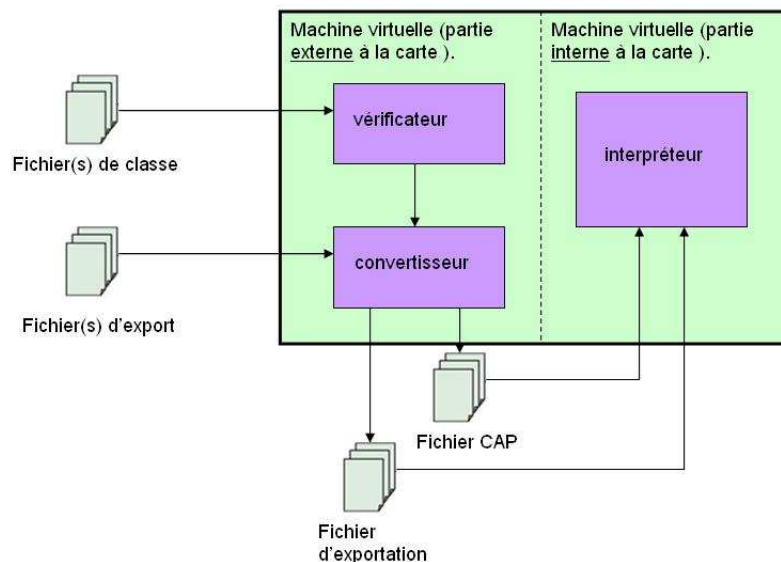 Machine virtuelle (partie
externe à la carte ).
Machine virtuelle (partie
interne à la carte ).
vérificateur
interpréteur
Fichier(s) de classe
convertisseur
Fichier(s) d'export
Fichier CAP
Fichier
d'exportation